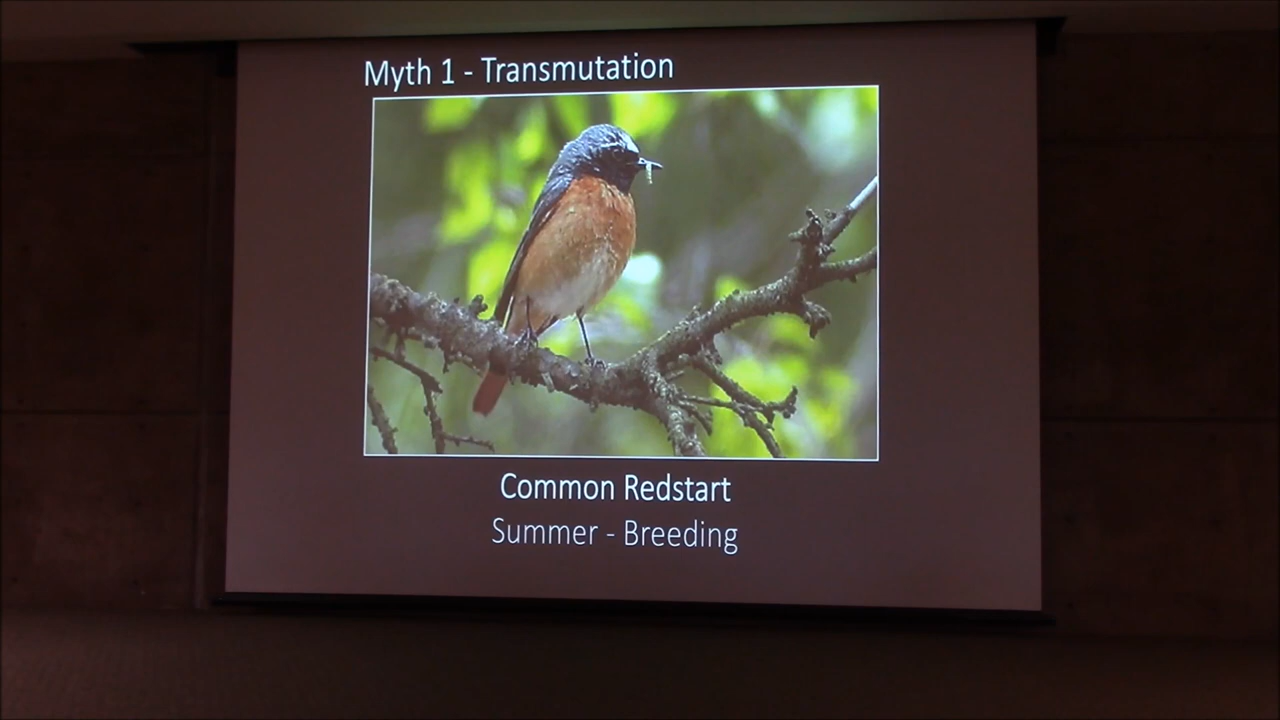 Myth 1 - Transmutation
Common Redstart
Summer - Breeding